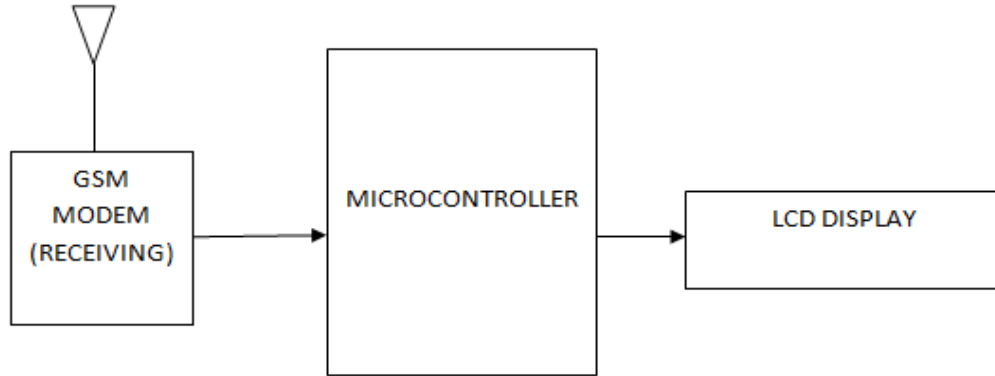 GSM
MODEM
(RECEIVING)
MICROCONTROLLER
LCD DISPLAY